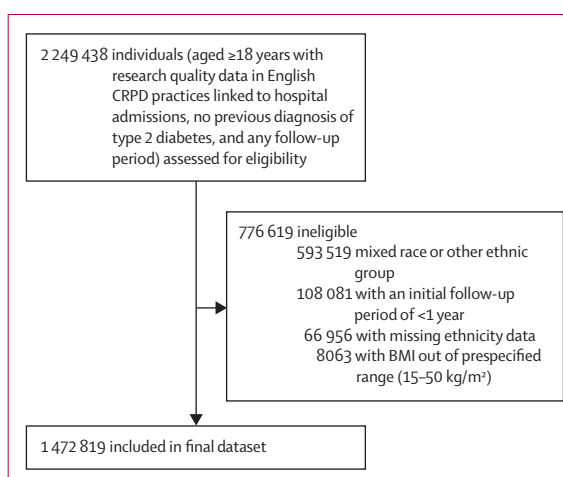 2 249 438 individuals (aged ≥18 years with
research quality data in English
CRPD practices linked to hospital
admissions, no previous diagnosis of
type 2 diabetes, and any follow-up
period) assessed for eligibility
776 619 ineligible
593 519 mixed race or other ethnic
group
108 081 with an initial follow-up
period of <1 year
66 956 with missing ethnicity data
8063 with BMI out of prespecified
range (15–50 kg/m²)
1 472 819 included in final dataset